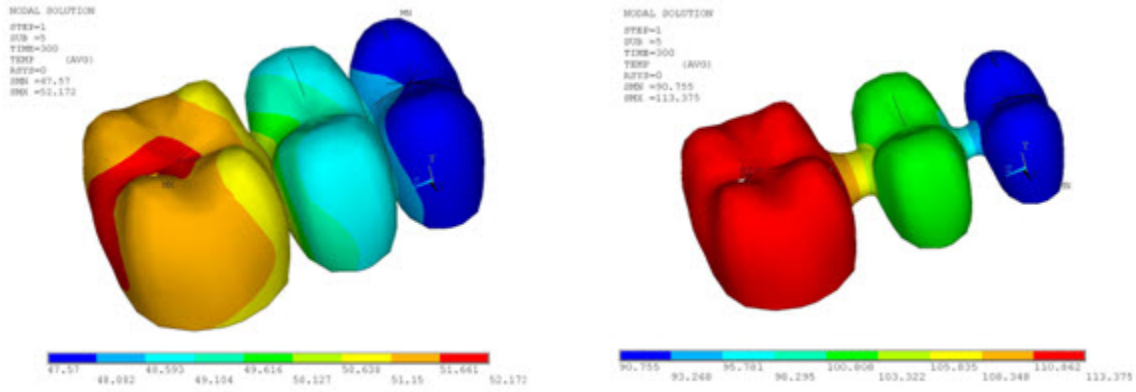 NODAL SOLUTION
STEP=1
SUB =5
TIME=300
TEMP (AVG)
RSYS=0
SMN =47.57
SMX =52.172
MN
MX
Y
47.57 48.593 49.616 50.638 51.661
48.082 49.104 50.127 51.15 52.172
NODAL SOLUTION
STEP=1
SUB =5
TIME=300
TEMP (AVG)
RSYS=0
SMN =90.755
SMX =113.375
Y
MN
90.755 95.781 100.808 105.835 110.862
93.268 98.295 103.322 108.348 113.375